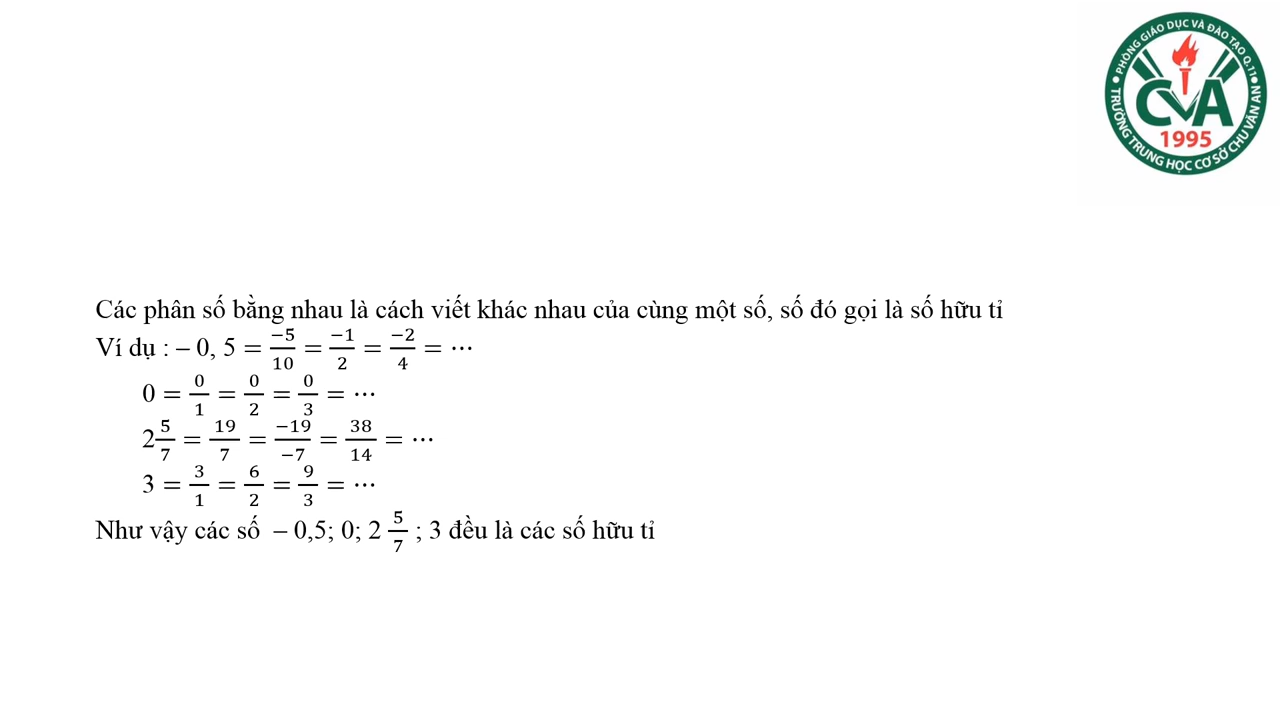 PHÒNG GIÁO DỤC VÀ ĐÀO TẠO Q.11
CVA
1995
TRƯỜNG TRUNG HỌC CƠ SỞ CHU VĂN AN
Các phân số bằng nhau là cách viết khác nhau của cùng một số, số đó gọi là số hữu tỉ
Ví dụ : – 0, 5 = −5/10 = −1/2 = −2/4 = ⋯
0 = 0/1 = 0/2 = 0/3 = ⋯
2 5/7 = 19/7 = −19/−7 = 38/14 = ⋯
3 = 3/1 = 6/2 = 9/3 = ⋯
Như vậy các số – 0,5; 0; 2 5/7 ; 3 đều là các số hữu tỉ